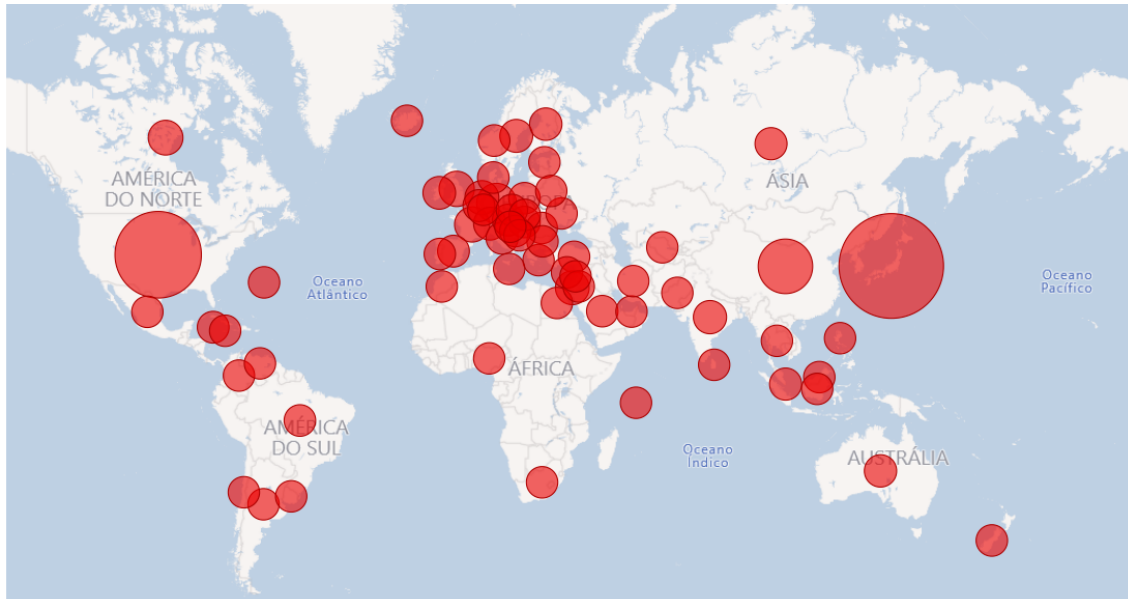 AMÉRICA
DO NORTE
ÁSIA
Oceano
Atlântico
Oceano
Pacífico
ÁFRICA
AMÉRICA
DO SUL
Oceano
Índico
AUSTRÁLIA